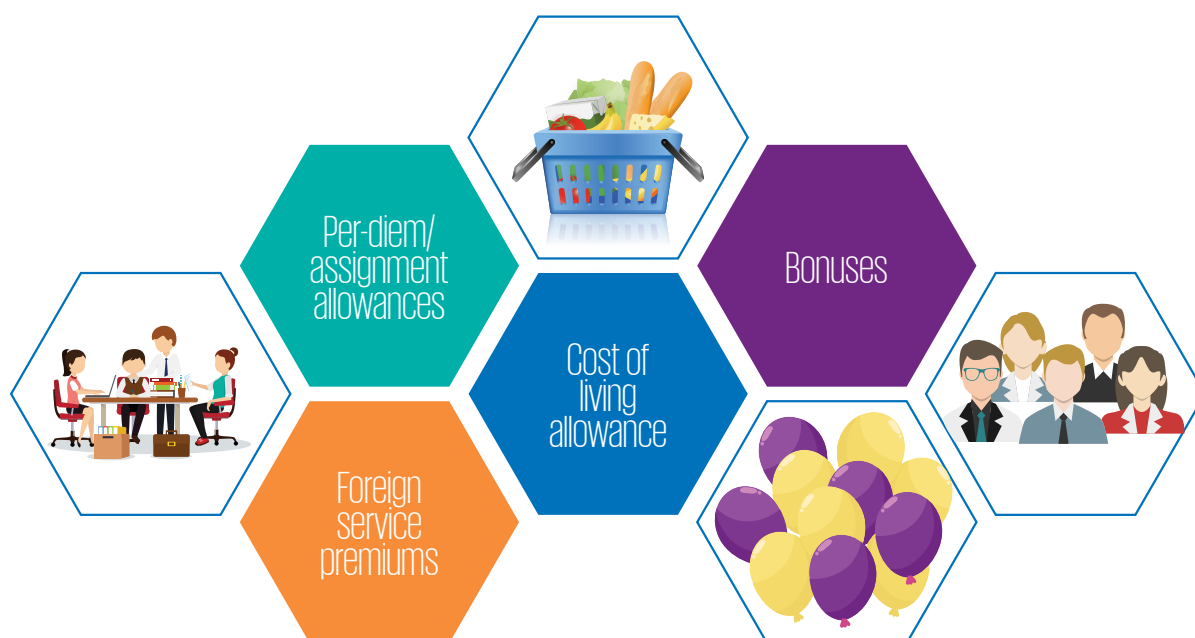 Per-diem/
assignment
allowances
Bonuses
Cost of
living
allowance
Foreign
service
premiums